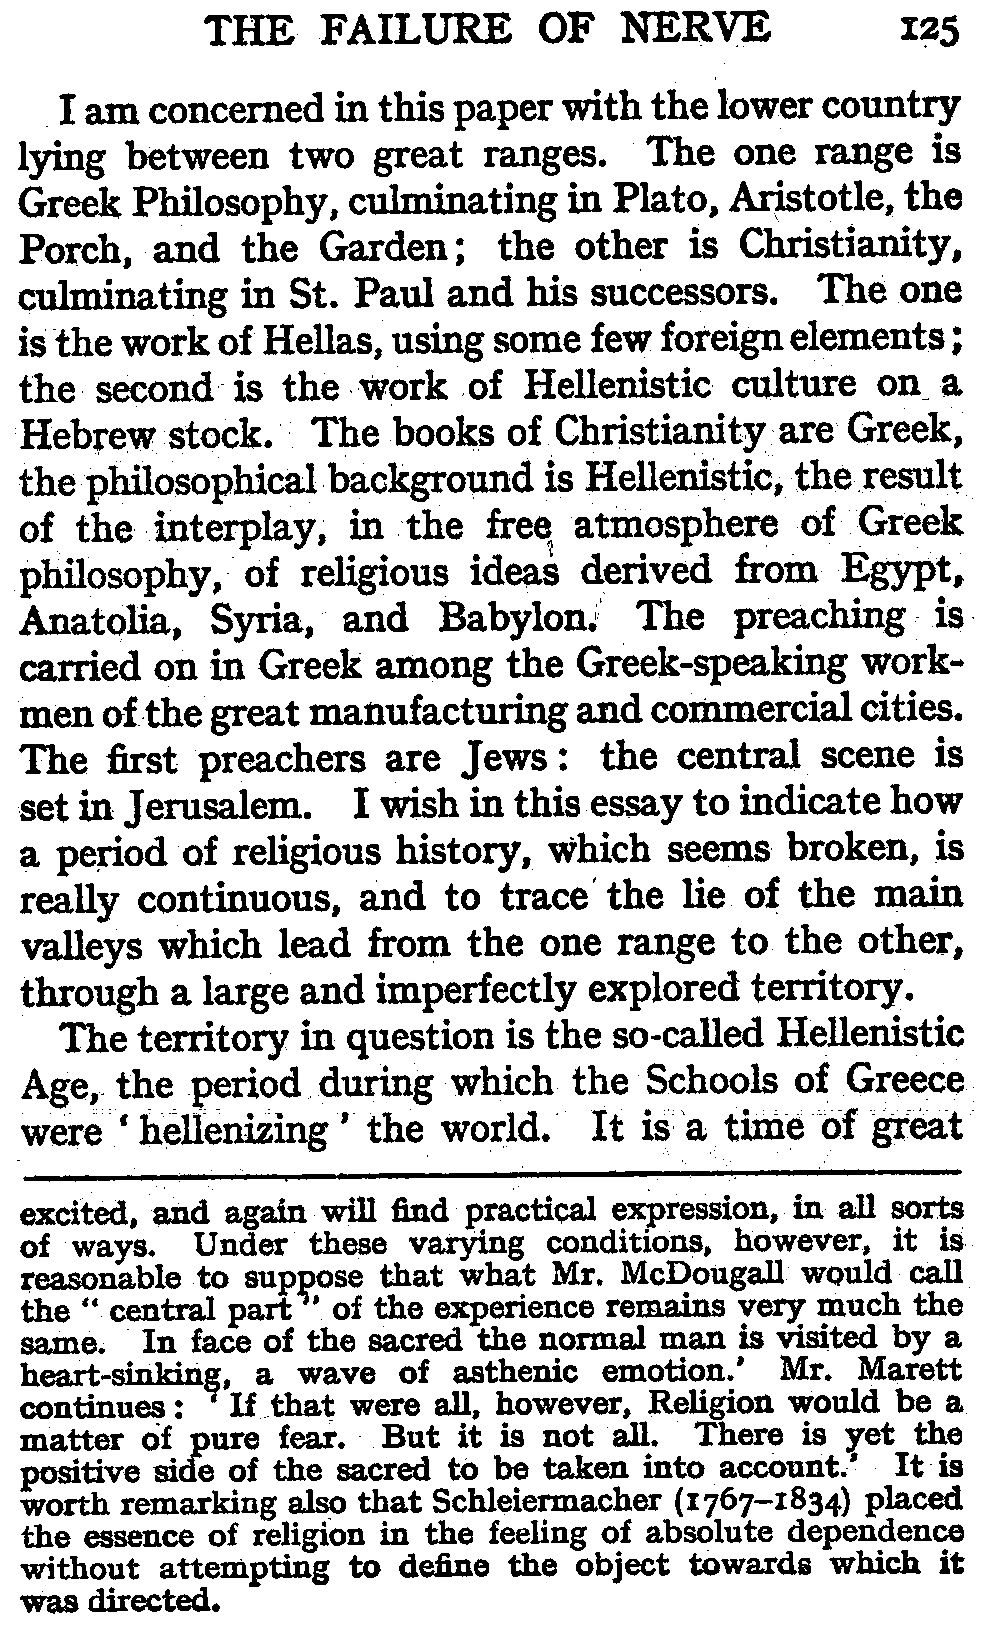 THE FAILURE OF NERVE 125
I am concerned in this paper with the lower country
lying between two great ranges. The one range is
Greek Philosophy, culminating in Plato, Aristotle, the
Porch, and the Garden; the other is Christianity,
culminating in St. Paul and his successors. The one
is the work of Hellas, using some few foreign elements;
the second is the work of Hellenistic culture on a
Hebrew stock. The books of Christianity are Greek,
the philosophical background is Hellenistic, the result
of the interplay, in the free atmosphere of Greek
philosophy, of religious ideas derived from Egypt,
Anatolia, Syria, and Babylon. The preaching is
carried on in Greek among the Greek-speaking work-
men of the great manufacturing and commercial cities.
The first preachers are Jews: the central scene is
set in Jerusalem. I wish in this essay to indicate how
a period of religious history, which seems broken, is
really continuous, and to trace the lie of the main
valleys which lead from the one range to the other,
through a large and imperfectly explored territory.
The territory in question is the so-called Hellenistic
Age, the period during which the Schools of Greece
were ‘hellenizing’ the world. It is a time of great
excited, and again will find practical expression, in all sorts
of ways. Under these varying conditions, however, it is
reasonable to suppose that what Mr. McDougall would call
the “central part” of the experience remains very much the
same. In face of the sacred the normal man is visited by a
heart-sinking, a wave of asthenic emotion.’ Mr. Marett
continues: ‘If that were all, however, Religion would be a
matter of pure fear. But it is not all. There is yet the
positive side of the sacred to be taken into account.’ It is
worth remarking also that Schleiermacher (1767–1834) placed
the essence of religion in the feeling of absolute dependence
without attempting to define the object towards which it
was directed.